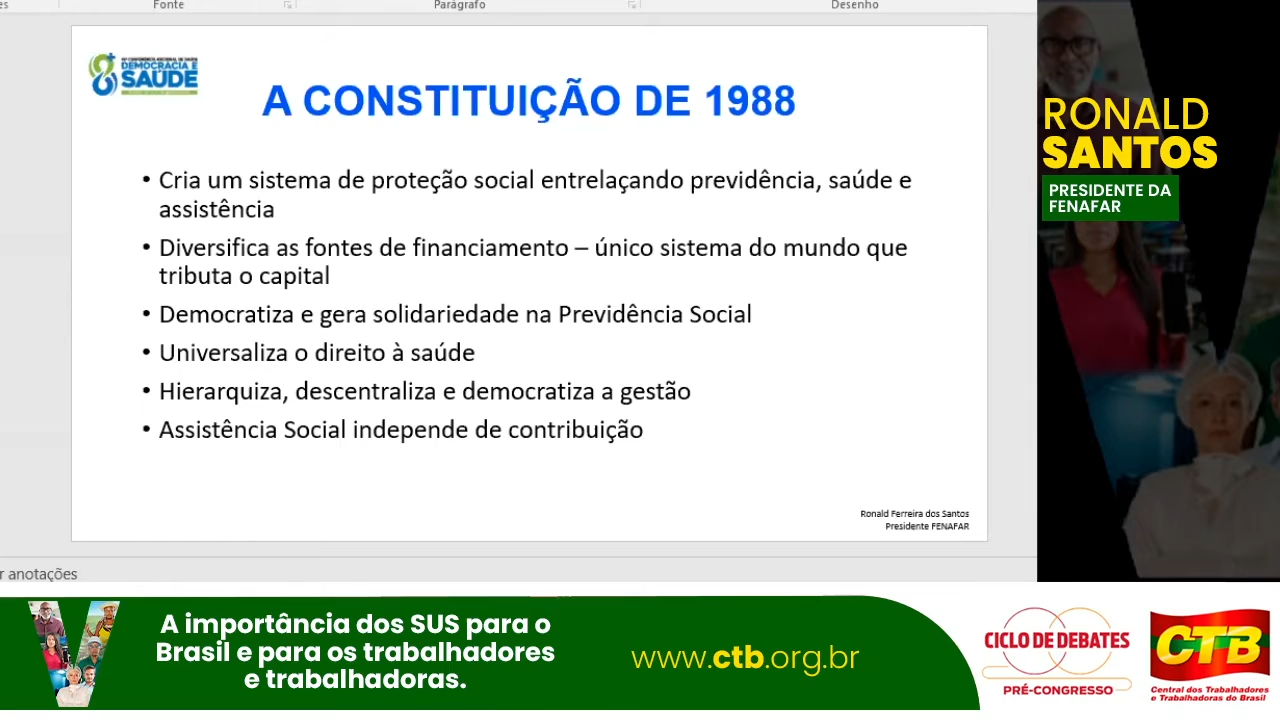 Fonte
Parágrafo
Desenho
DEMOCRACIA E
SAÚDE
A CONSTITUIÇÃO DE 1988
• Cria um sistema de proteção social entrelaçando previdência, saúde e
assistência
• Diversifica as fontes de financiamento – único sistema do mundo que
tributa o capital
• Democratiza e gera solidariedade na Previdência Social
• Universaliza o direito à saúde
• Hierarquiza, descentraliza e democratiza a gestão
• Assistência Social independe de contribuição
Ronald Ferreira dos Santos
Presidente FENAFAR
r anotações
RONALD
SANTOS
PRESIDENTE DA
FENAFAR
V
A importância dos SUS para o
Brasil e para os trabalhadores
e trabalhadoras.
www.ctb.org.br
CICLO DE DEBATES
PRÉ-CONGRESSO
CTB
Central dos Trabalhadores
e Trabalhadoras do Brasil